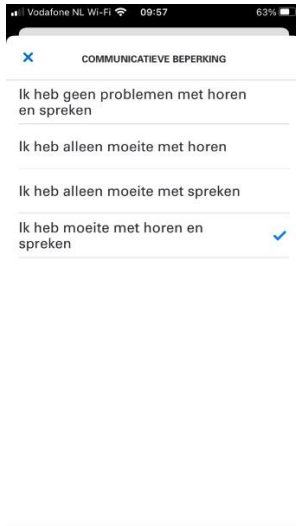 Vodafone NL Wi-Fi 09:57 63%
COMMUNICATIEVE BEPERKING
Ik heb geen problemen met horen
en spreken
Ik heb alleen moeite met horen
Ik heb alleen moeite met spreken
Ik heb moeite met horen en
spreken